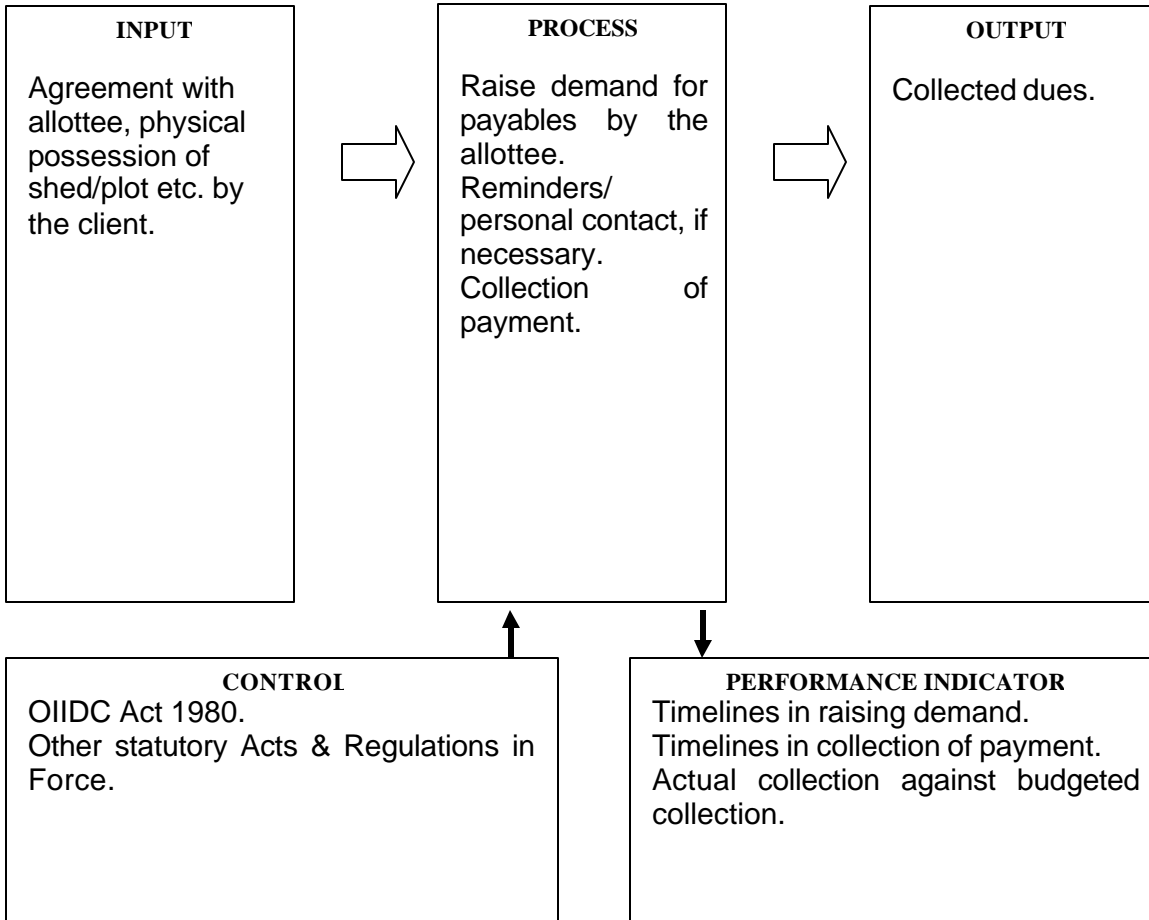 INPUT
Agreement with
allottee, physical
possession of
shed/plot etc. by
the client.
PROCESS
Raise demand for
payables by the
allottee.
Reminders/
personal contact, if
necessary.
Collection of
payment.
OUTPUT
Collected dues.
CONTROL
OIIDC Act 1980.
Other statutory Acts & Regulations in
Force.
PERFORMANCE INDICATOR
Timelines in raising demand.
Timelines in collection of payment.
Actual collection against budgeted
collection.